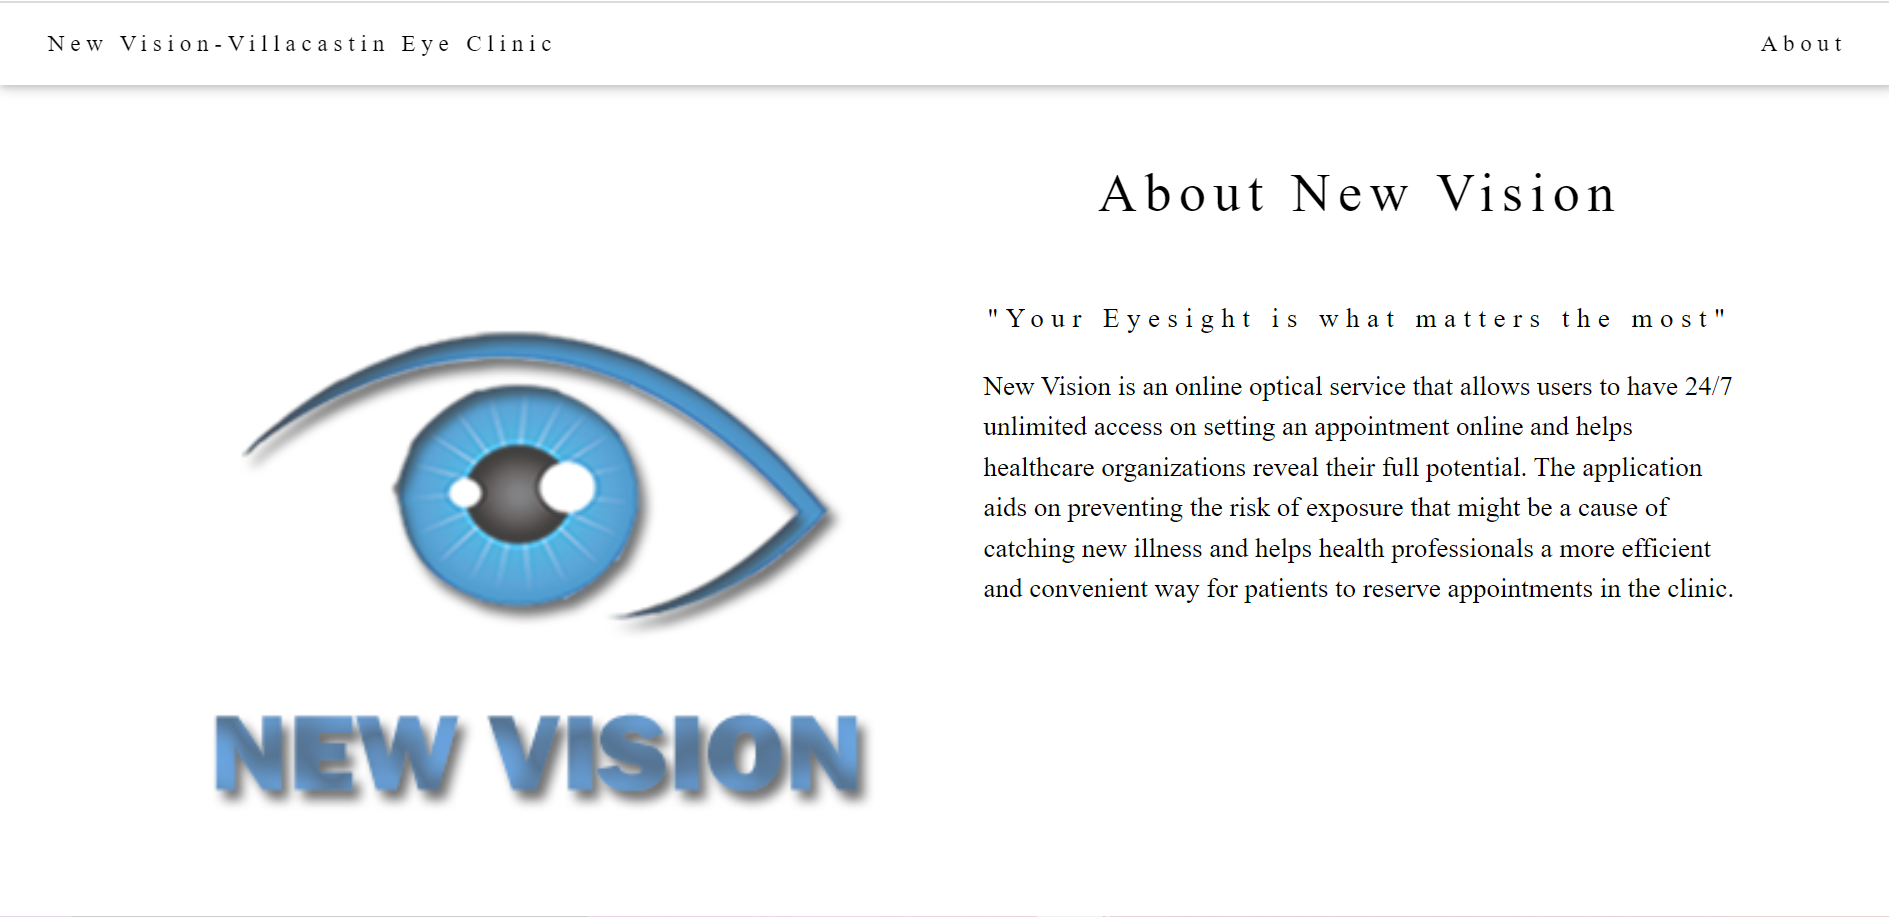 New Vision-Villacastin Eye Clinic
About
About New Vision
"Your Eyesight is what matters the most"
New Vision is an online optical service that allows users to have 24/7
unlimited access on setting an appointment online and helps
healthcare organizations reveal their full potential. The application
aids on preventing the risk of exposure that might be a cause of
catching new illness and helps health professionals a more efficient
and convenient way for patients to reserve appointments in the clinic.
NEW VISION